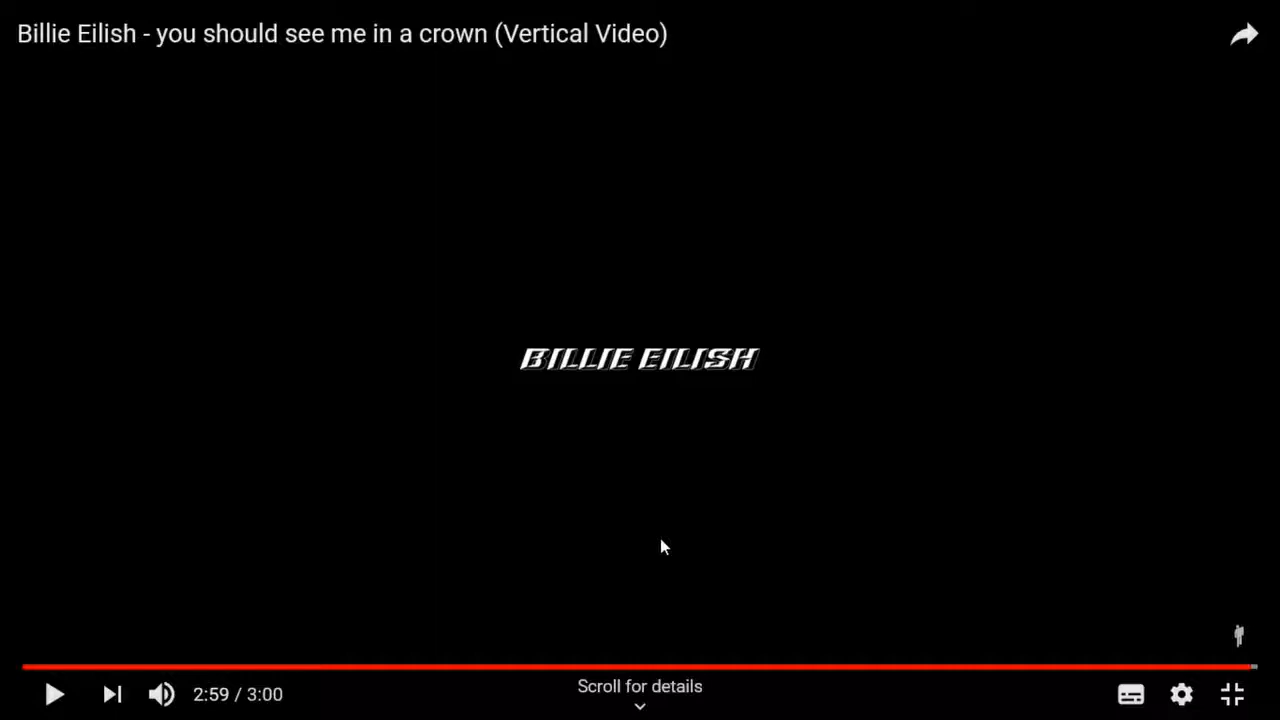 Billie Eilish - you should see me in a crown (Vertical Video)
BILLIE EILISH
2:59 / 3:00
Scroll for details